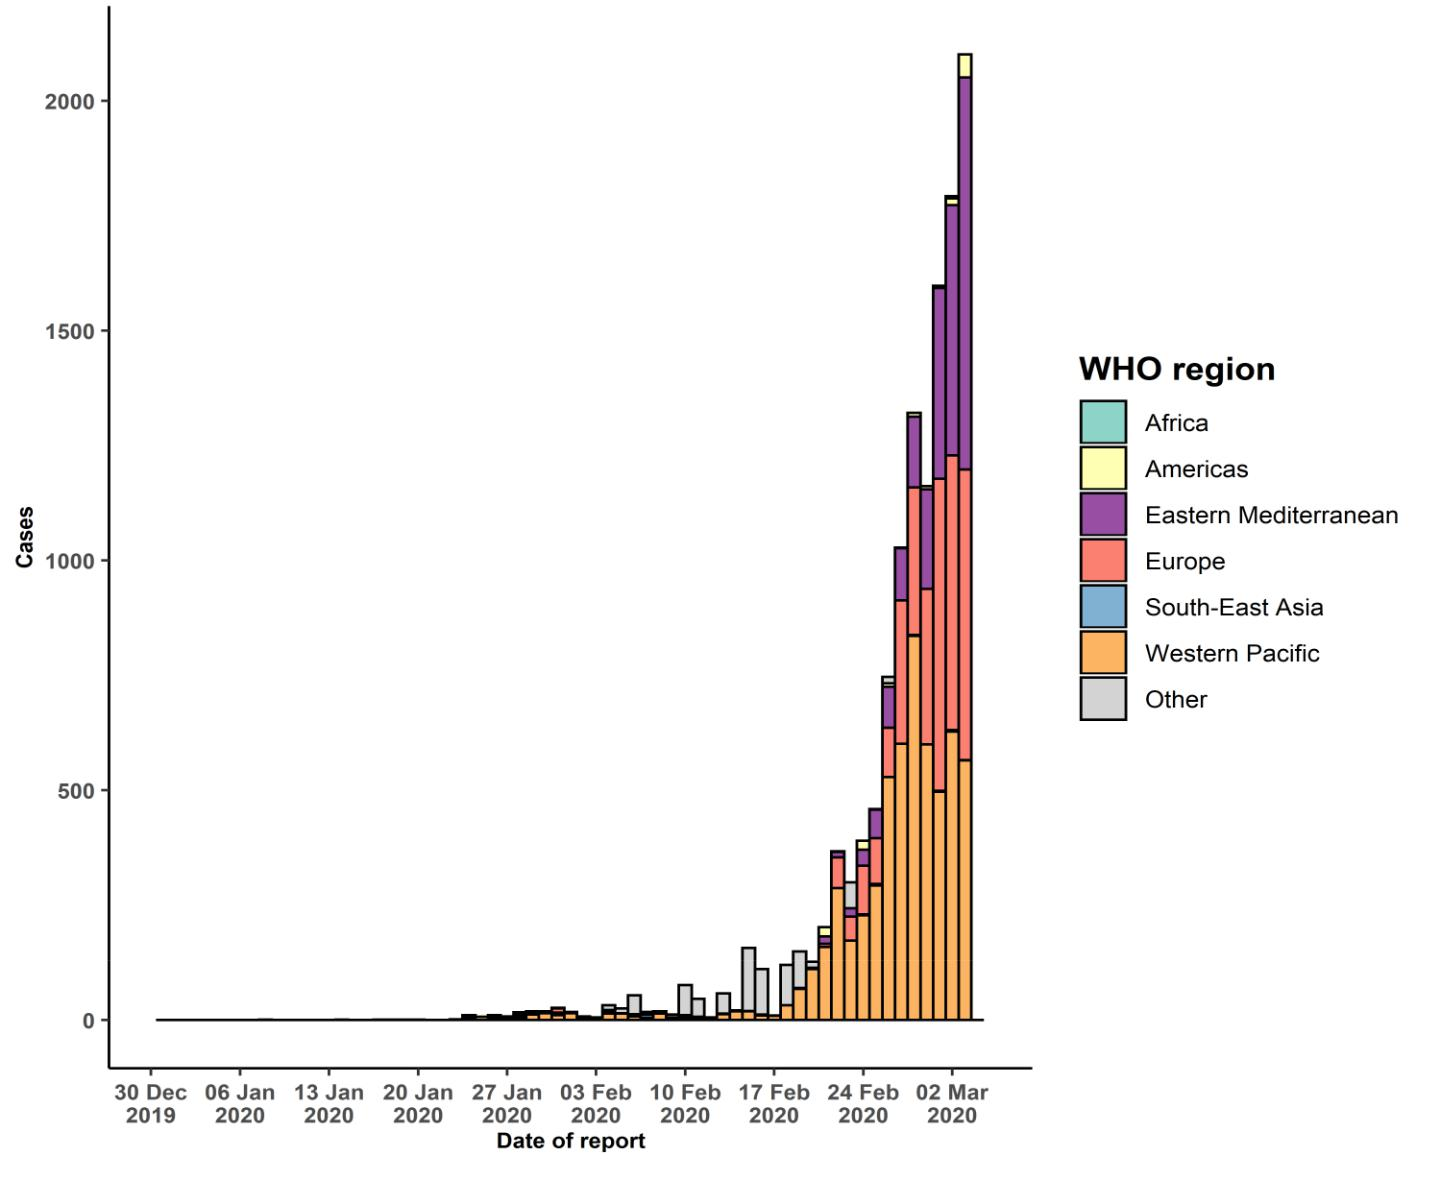 2000
1500
1000
500
0
Cases
30 Dec 06 Jan 13 Jan 20 Jan 27 Jan 03 Feb 10 Feb 17 Feb 24 Feb 02 Mar
2019 2020 2020 2020 2020 2020 2020 2020 2020 2020
Date of report
WHO region
Africa
Americas
Eastern Mediterranean
Europe
South-East Asia
Western Pacific
Other